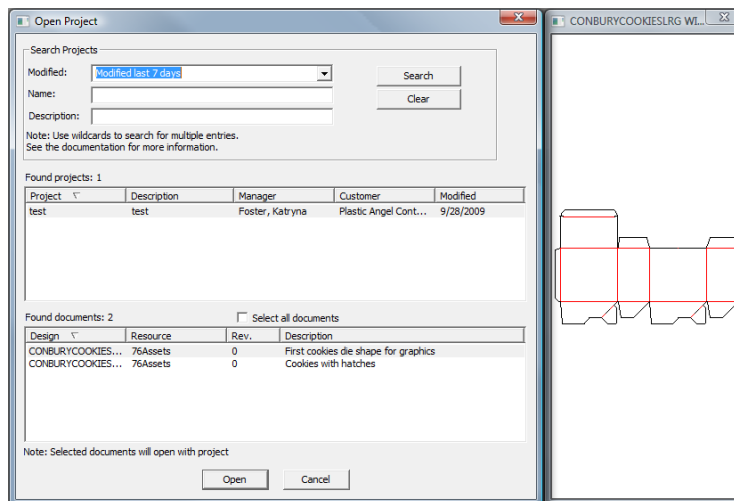 Open Project
CONBURYCOOKIESLRG WI...
Search Projects
Modified: Modified last 7 days Search
Name: Clear
Description:
Note: Use wildcards to search for multiple entries.
See the documentation for more information.
Found projects: 1
Project Description Manager Customer Modified
test test Foster, Katryna Plastic Angel Cont... 9/28/2009
Found documents: 2 Select all documents
Design Resource Rev. Description
CONBURYCOOKIES... 76Assets 0 First cookies die shape for graphics
CONBURYCOOKIES... 76Assets 0 Cookies with hatches
Note: Selected documents will open with project
Open Cancel